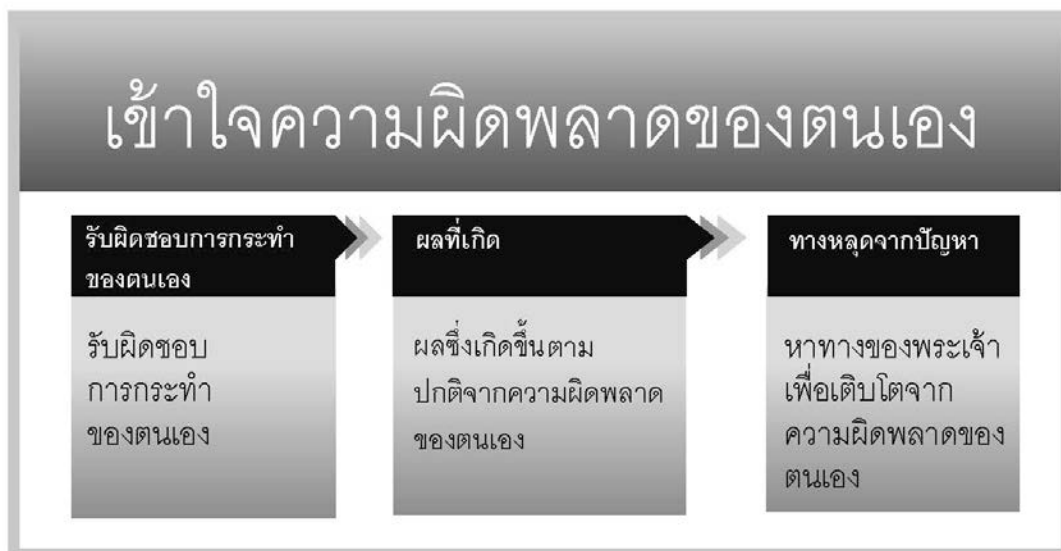 เข้าใจความผิดพลาดของตนเอง
รับผิดชอบการกระทำ
ของตนเอง
รับผิดชอบ
การกระทำ
ของตนเอง
ผลที่เกิด
ผลซึ่งเกิดขึ้นตาม
ปกติจากความผิดพลาด
ของตนเอง
ทางหลุดจากปัญหา
หาทางของพระเจ้า
เพื่อเติบโตจาก
ความผิดพลาดของ
ตนเอง